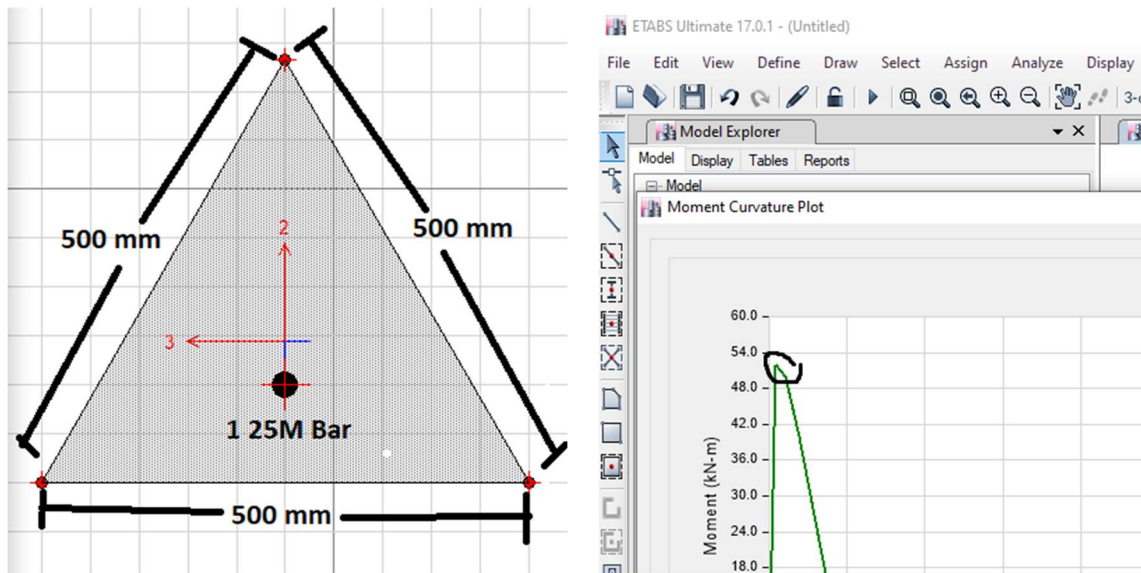 500 mm
500 mm
2
3
1 25M Bar
500 mm
ETABS Ultimate 17.0.1 - (Untitled)
File Edit View Define Draw Select Assign Analyze Display
3-d
Model Explorer
Model Display Tables Reports
Model
Moment Curvature Plot
60.0
54.0
48.0
42.0
36.0
30.0
24.0
18.0
Moment (kN-m)